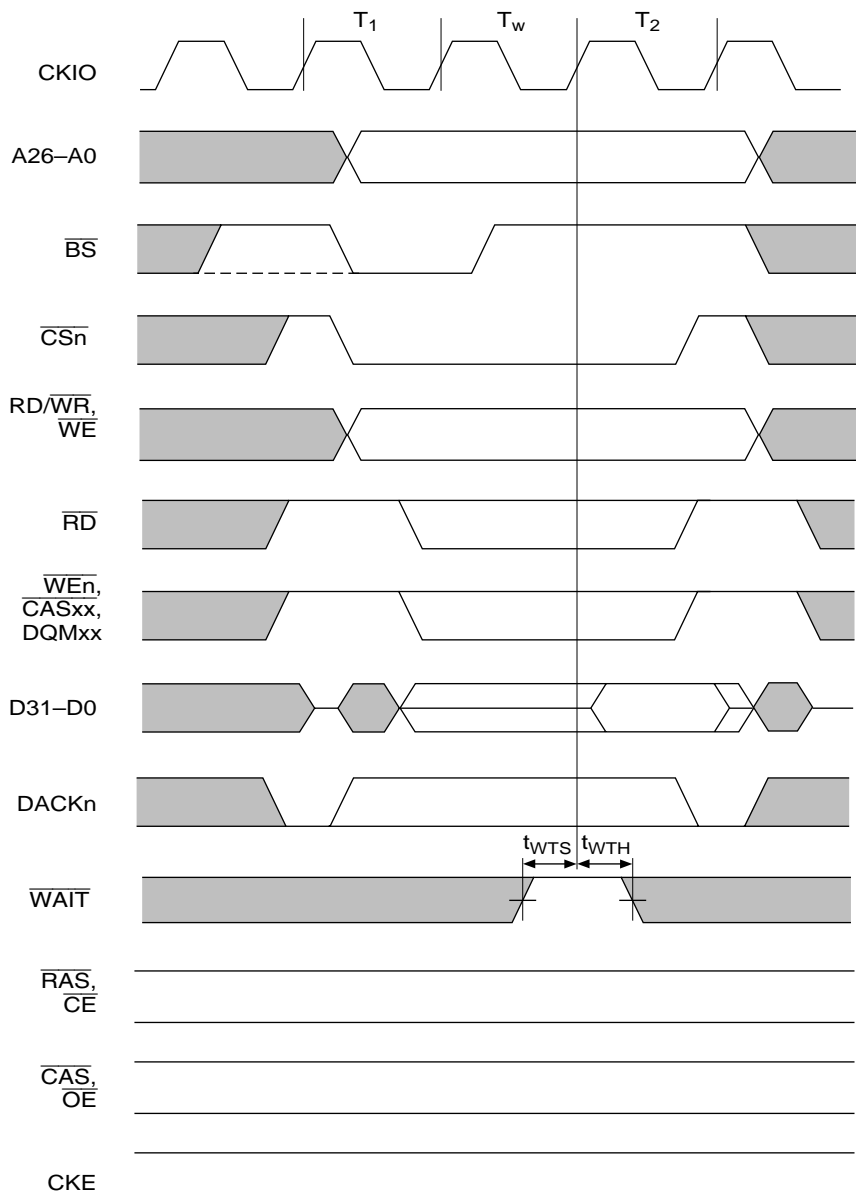 T1 Tw T2
CKIO
A26–A0
BS
CSn
RD/WR,
WE
RD
WEn,
CASxx,
DQMxx
D31–D0
DACKn
tWTS tWTH
WAIT
RAS,
CE
CAS,
OE
CKE